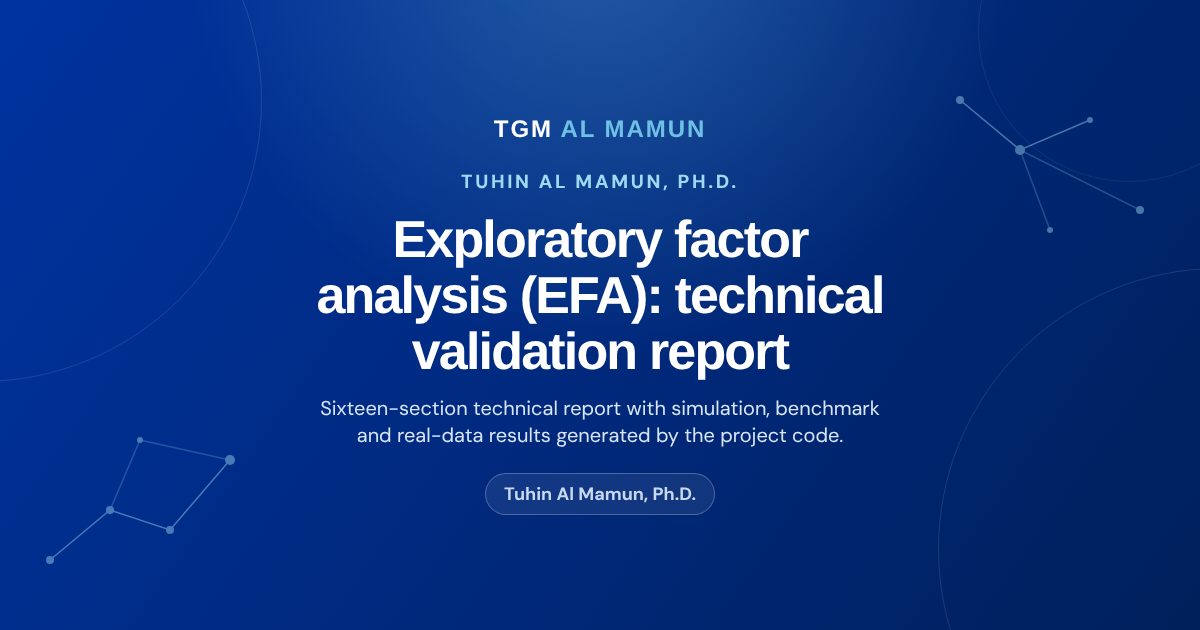 TGM AL MAMUN
TUHIN AL MAMUN, PH.D.
Exploratory factor
analysis (EFA): technical
validation report
Sixteen-section technical report with simulation, benchmark
and real-data results generated by the project code.
Tuhin Al Mamun, Ph.D.